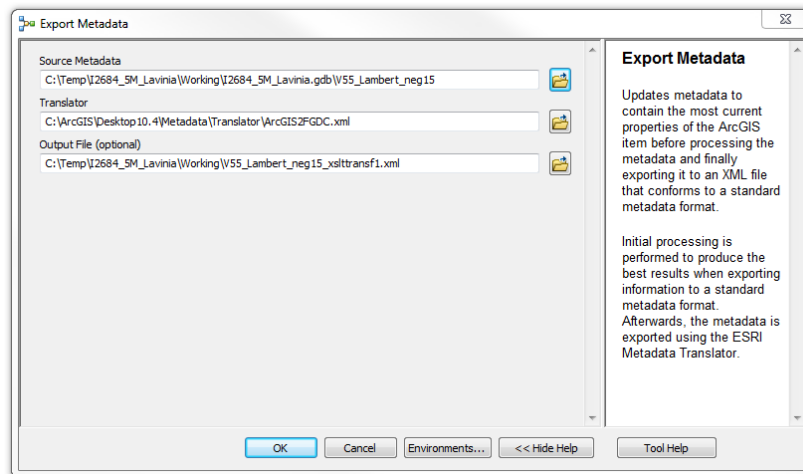 Export Metadata
Source Metadata
C:\Temp\I2684_5M_Lavinia\Working\I2684_5M_Lavinia.gdb\V55_Lambert_neg15
Translator
C:\ArcGIS\Desktop10.4\Metadata\Translator\ArcGIS2FGDC.xml
Output File (optional)
C:\Temp\I2684_5M_Lavinia\Working\V55_Lambert_neg15_xslttransf1.xml
OK
Cancel
Environments...
<< Hide Help
Export Metadata
Updates metadata to
contain the most current
properties of the ArcGIS
item before processing the
metadata and finally
exporting it to an XML file
that conforms to a standard
metadata format.
Initial processing is
performed to produce the
best results when exporting
information to a standard
metadata format.
Afterwards, the metadata is
exported using the ESRI
Metadata Translator.
Tool Help